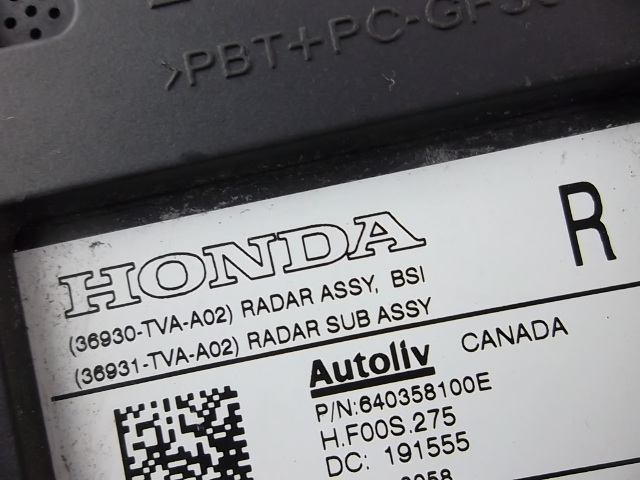 >PBT+PC-GF30
HONDA
R
(36930-TVA-A02) RADAR ASSY, BSI
(36931-TVA-A02) RADAR SUB ASSY
Autoliv CANADA
P/N:640358100E
H.F00S.275
DC: 191555